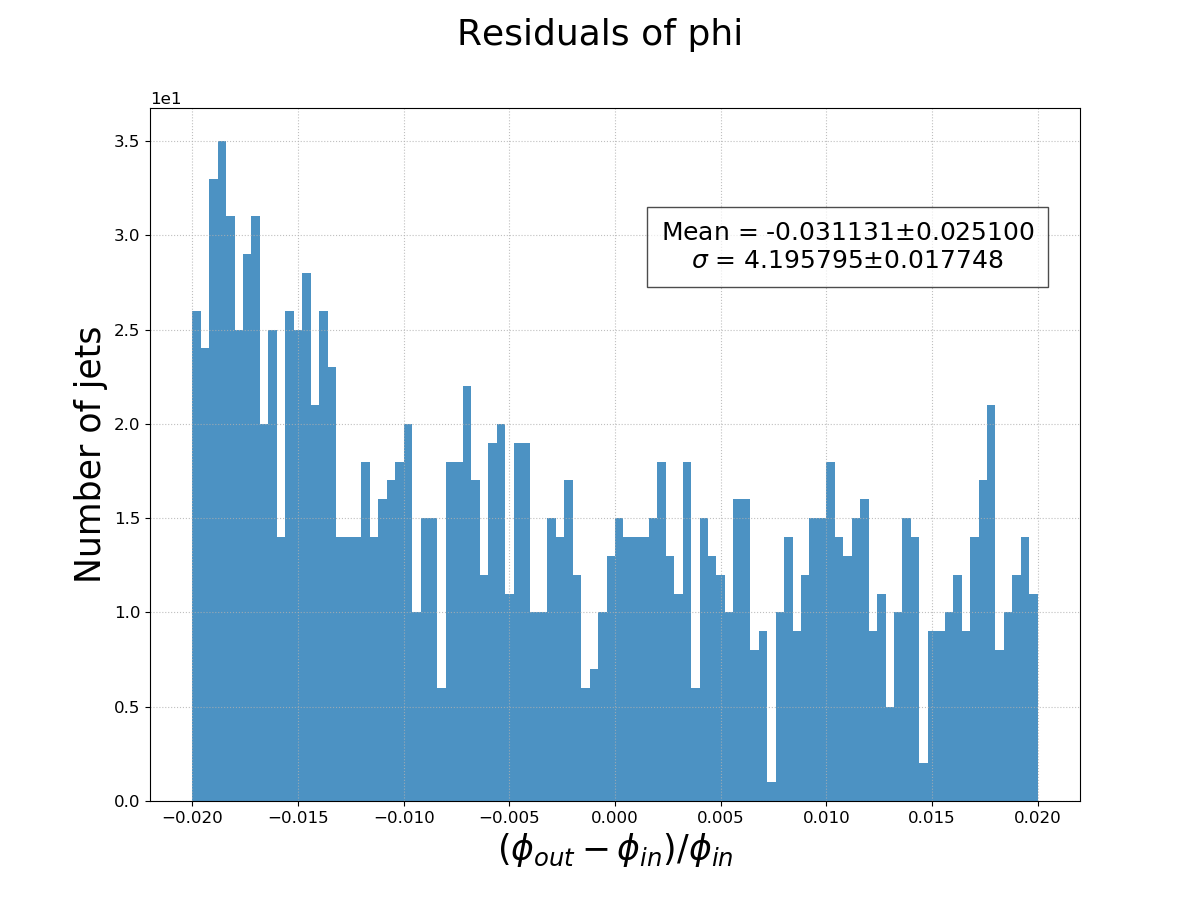 Residuals of phi
1e1
3.5
3.0
2.5
2.0
1.5
1.0
0.5
0.0
Number of jets
Mean = -0.031131±0.025100
σ = 4.195795±0.017748
−0.020 −0.015 −0.010 −0.005 0.000 0.005 0.010 0.015 0.020
(ϕout − ϕin)/ϕin